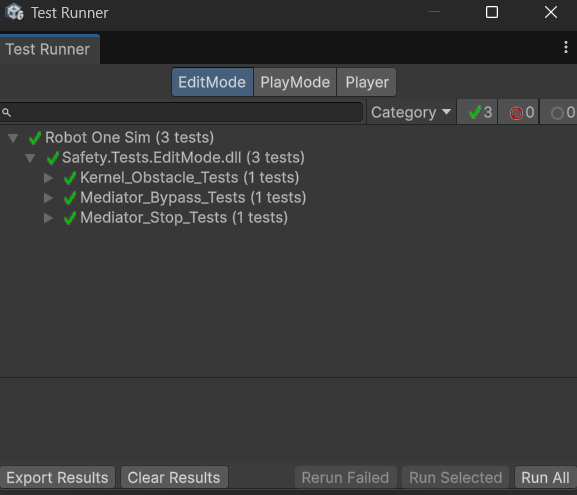 Test Runner
Test Runner
EditMode PlayMode Player
Category 3 0 0
Robot One Sim (3 tests)
Safety.Tests.EditMode.dll (3 tests)
Kernel_Obstacle_Tests (1 tests)
Mediator_Bypass_Tests (1 tests)
Mediator_Stop_Tests (1 tests)
Export Results Clear Results Rerun Failed Run Selected Run All